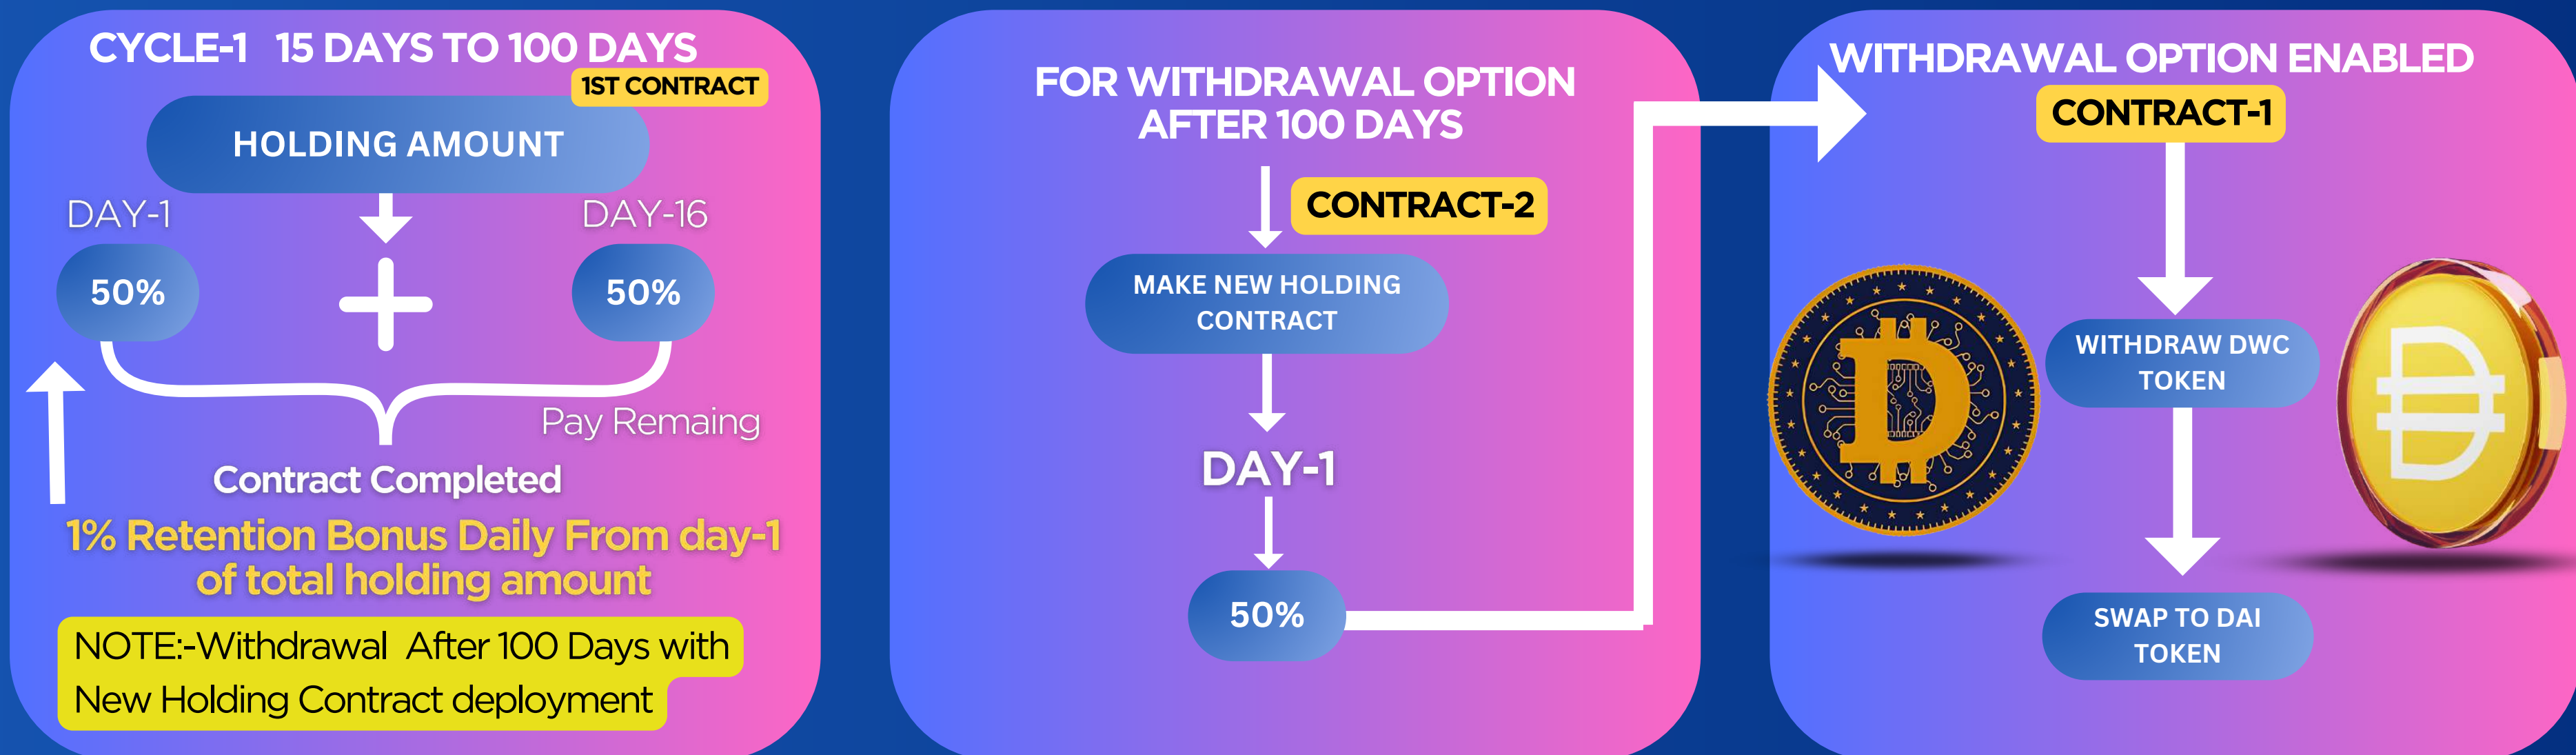 CYCLE-1 15 DAYS TO 100 DAYS
1ST CONTRACT
HOLDING AMOUNT
DAY-1
DAY-16
50%
50%
Pay Remaing
Contract Completed
1% Retention Bonus Daily From day-1
of total holding amount
NOTE:-Withdrawal After 100 Days with
New Holding Contract deployment
FOR WITHDRAWAL OPTION
AFTER 100 DAYS
CONTRACT-2
MAKE NEW HOLDING
CONTRACT
DAY-1
50%
WITHDRAWAL OPTION ENABLED
CONTRACT-1
WITHDRAW DWC
TOKEN
SWAP TO DAI
TOKEN